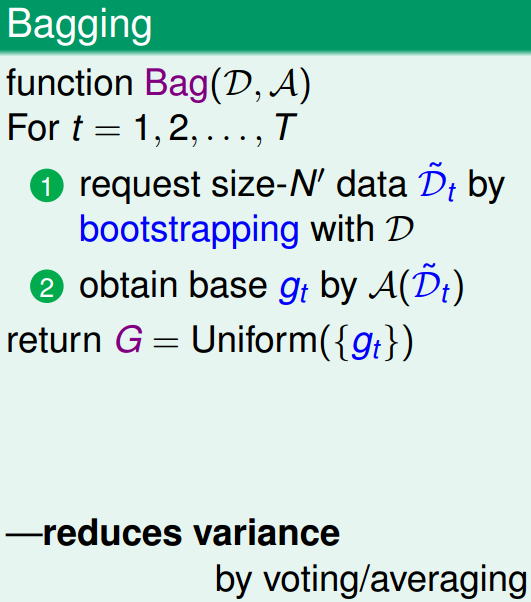 Bagging
function Bag(𝒟, 𝒜)
For t = 1, 2, . . . , T
1 request size-N′ data 𝒟̃ₜ by
bootstrapping with 𝒟
2 obtain base gₜ by 𝒜(𝒟̃ₜ)
return G = Uniform({gₜ})
—reduces variance
by voting/averaging